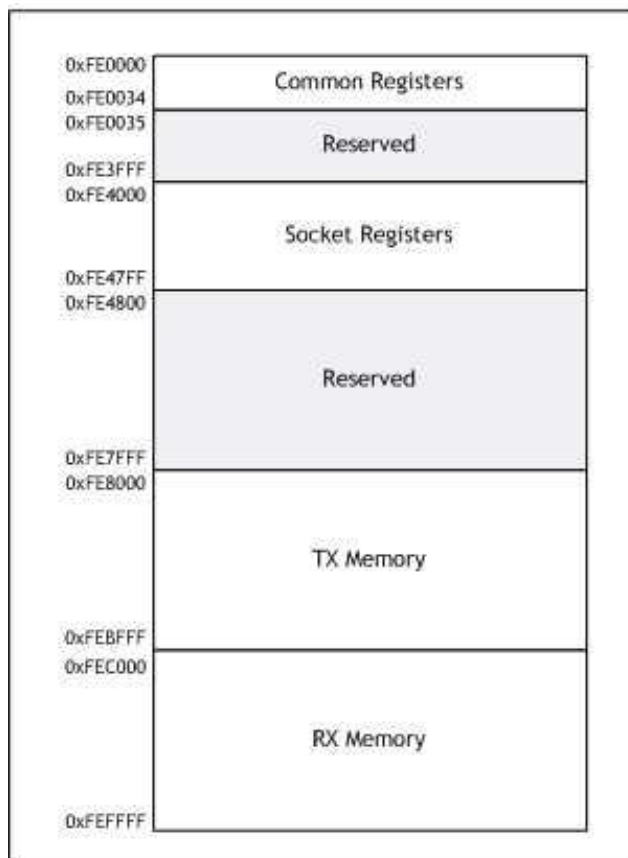 0xFE0000
Common Registers
0xFE0034
0xFE0035
Reserved
0xFE3FFF
0xFE4000
Socket Registers
0xFE47FF
0xFE4800
Reserved
0xFE7FFF
0xFE8000
TX Memory
0xFEBFFF
0xFEC000
RX Memory
0xFEFFFF